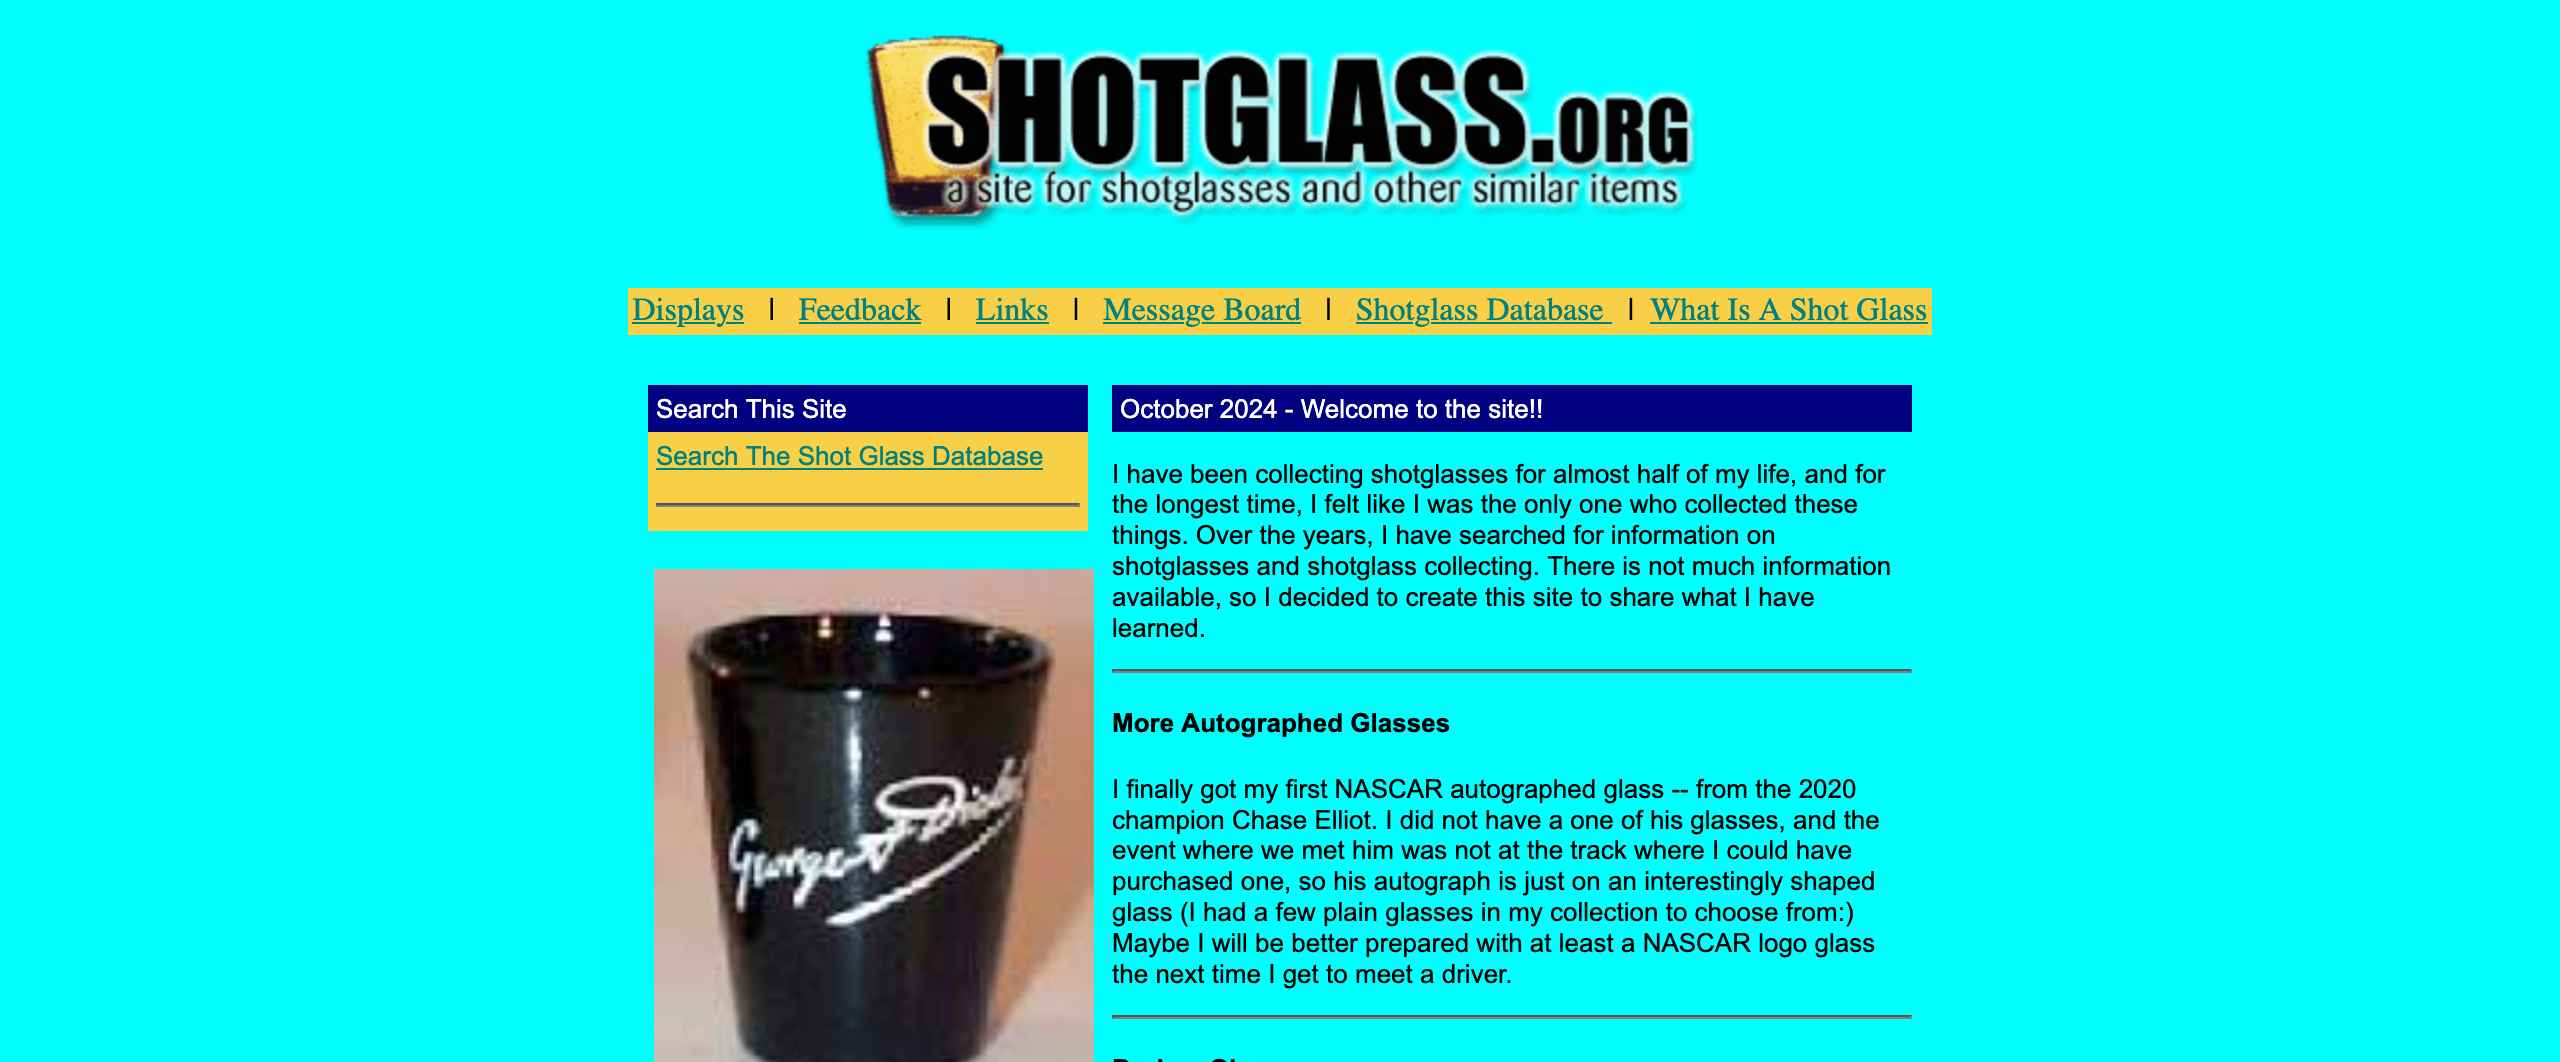 SHOTGLASS.ORG
a site for shotglasses and other similar items
Displays | Feedback | Links | Message Board | Shotglass Database | What Is A Shot Glass
Search This Site
Search The Shot Glass Database
October 2024 - Welcome to the site!!
I have been collecting shotglasses for almost half of my life, and for
the longest time, I felt like I was the only one who collected these
things. Over the years, I have searched for information on
shotglasses and shotglass collecting. There is not much information
available, so I decided to create this site to share what I have
learned.
More Autographed Glasses
I finally got my first NASCAR autographed glass -- from the 2020
champion Chase Elliot. I did not have a one of his glasses, and the
event where we met him was not at the track where I could have
purchased one, so his autograph is just on an interestingly shaped
glass (I had a few plain glasses in my collection to choose from:)
Maybe I will be better prepared with at least a NASCAR logo glass
the next time I get to meet a driver.
George